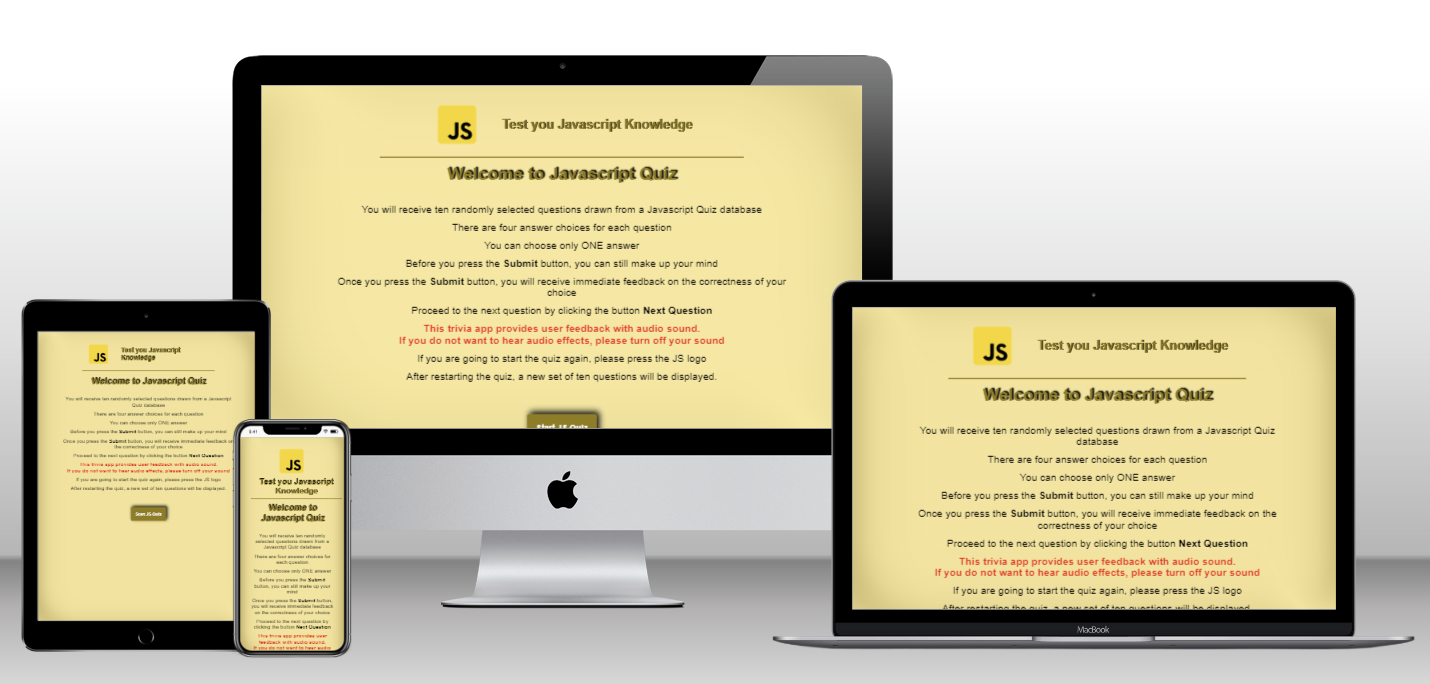 JS
Test you Javascript Knowledge
Welcome to Javascript Quiz
You will receive ten randomly selected questions drawn from a Javascript Quiz database
There are four answer choices for each question
You can choose only ONE answer
Before you press the Submit button, you can still make up your mind
Once you press the Submit button, you will receive immediate feedback on the correctness of your
choice
Proceed to the next question by clicking the button Next Question
This trivia app provides user feedback with audio sound.
If you do not want to hear audio effects, please turn off your sound
If you are going to start the quiz again, please press the JS logo
After restarting the quiz, a new set of ten questions will be displayed.
Start JS Quiz
JS
Test you Javascript
Knowledge
Welcome to Javascript Quiz
You will receive ten randomly selected questions drawn from a Javascript
Quiz database
There are four answer choices for each question
You can choose only ONE answer
Before you press the Submit button, you can still make up your mind
Once you press the Submit button, you will receive immediate feedback on
the correctness of your choice
Proceed to the next question by clicking the button Next Question
This trivia app provides user feedback with audio sound.
If you do not want to hear audio effects, please turn off your sound
If you are going to start the quiz again, please press the JS logo
After restarting the quiz, a new set of ten questions will be displayed.
Start JS Quiz
9:41
JS
Test you Javascript
Knowledge
Welcome to
Javascript Quiz
You will receive ten randomly
selected questions drawn from a
Javascript Quiz database
There are four answer choices for
each question
You can choose only ONE answer
Before you press the Submit
button, you can still make up your
mind
Once you press the Submit button,
you will receive immediate feedback
on the correctness of your choice
Proceed to the next question by
clicking the button Next Question
This trivia app provides user
feedback with audio sound.
If you do not want to hear audio
JS
Test you Javascript Knowledge
Welcome to Javascript Quiz
You will receive ten randomly selected questions drawn from a Javascript Quiz
database
There are four answer choices for each question
You can choose only ONE answer
Before you press the Submit button, you can still make up your mind
Once you press the Submit button, you will receive immediate feedback on the
correctness of your choice
Proceed to the next question by clicking the button Next Question
This trivia app provides user feedback with audio sound.
If you do not want to hear audio effects, please turn off your sound
If you are going to start the quiz again, please press the JS logo
After restarting the quiz, a new set of ten questions will be displayed
MacBook